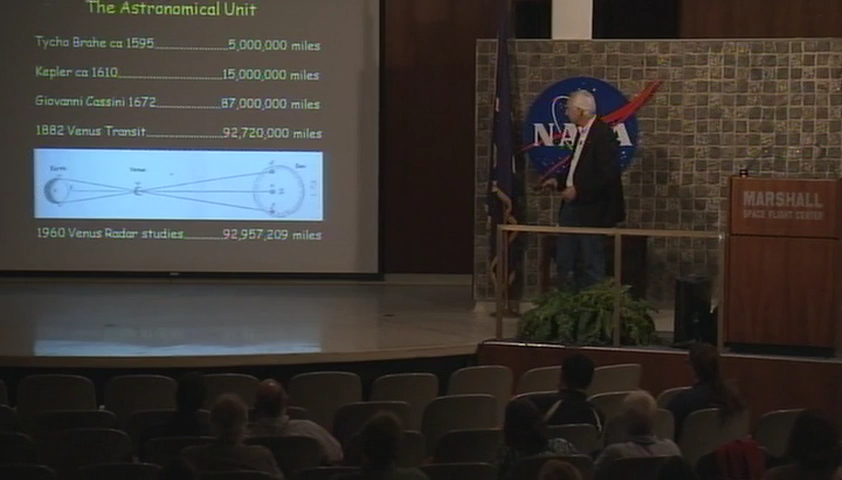 The Astronomical Unit
Tycho Brahe ca 1595..................5,000,000 miles
Kepler ca 1610..........................15,000,000 miles
Giovanni Cassini 1672................87,000,000 miles
1882 Venus Transit...................92,720,000 miles
Earth Venus Sun
1960 Venus Radar studies.........92,957,209 miles
NASA
MARSHALL
SPACE FLIGHT CENTER